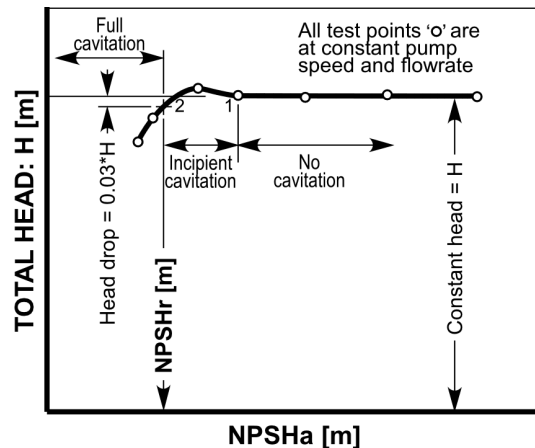 Full
cavitation
All test points 'o' are
at constant pump
speed and flowrate
2
1
Incipient
cavitation
No
cavitation
TOTAL HEAD: H [m]
Head drop = 0.03*H
NPSHr [m]
Constant head = H
NPSHa [m]